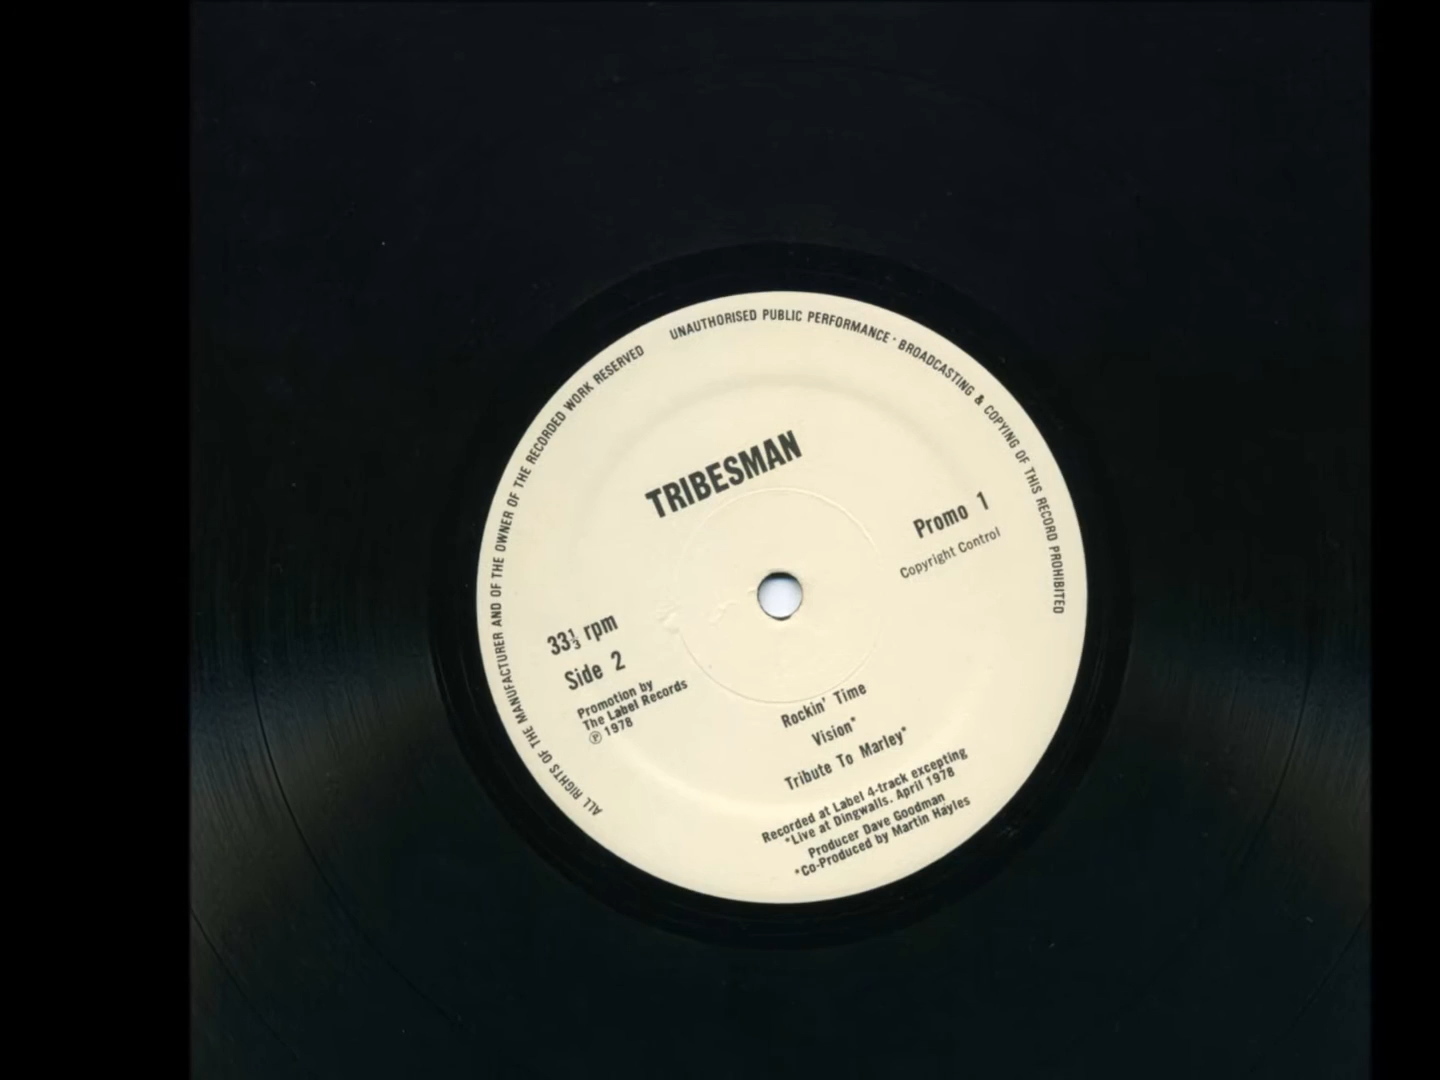 ALL RIGHTS OF THE MANUFACTURER AND OF THE OWNER OF THE RECORDED WORK RESERVED
UNAUTHORISED PUBLIC PERFORMANCE · BROADCASTING & COPYING OF THIS RECORD PROHIBITED
TRIBESMAN
Promo 1
Copyright Control
33⅓ rpm
Side 2
Promotion by
The Label Records
℗ 1978
Rockin' Time
Vision*
Tribute To Marley*
Recorded at Label 4-track excepting
*Live at Dingwalls. April 1978
Producer Dave Goodman
*Co-Produced by Martin Hayles